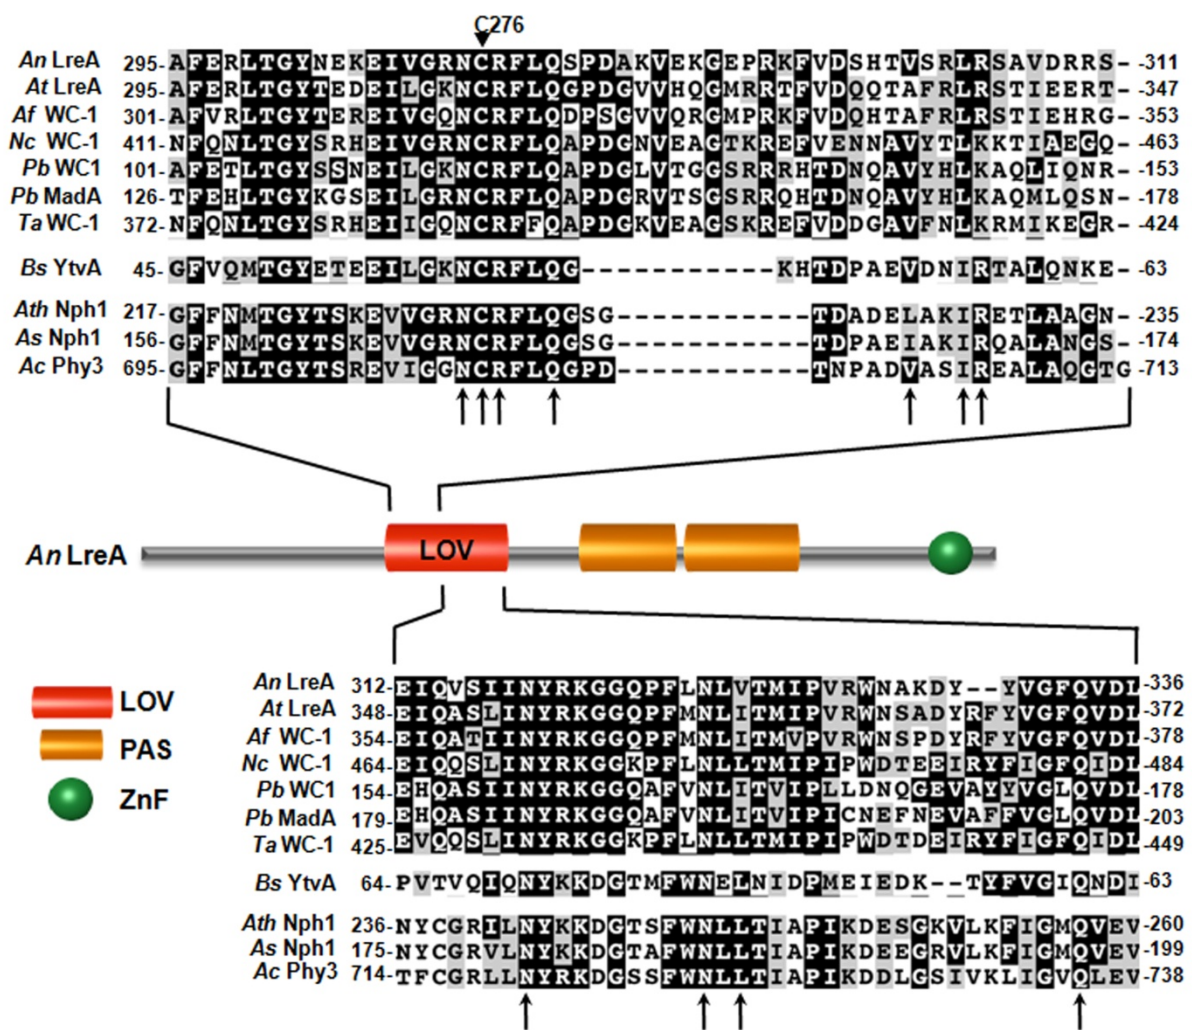 C276
An LreA 295-AFERLTGYNEKEIVGRNCRFLQSPDAKVEKGEPRKFVDSHTVSRLRSAVDRRS- -311
At LreA 295-AFERLTGYTEDEILGKNCRFLQGPDGVVHQGMRRTFVDQQTAFRLRSTIEERT- -347
Af WC-1 301-AFVRLTGYTEREIVGQNCRFLQDPSGVVQRGMPRKFVDQHTAFRLRSTIEHRG- -353
Nc WC-1 411-NFQNLTGYSRHEIVGRNCRFLQAPDGNVEAGTKREFVENNAVYTLKKTIAEGQ- -463
Pb WC1 101-AFETLTGYSSNEILGKNCRFLQAPDGLVTGGSRRRHTDNQAVYHLKAQLIQNR- -153
Pb MadA 126-TFEHLTGYKGSEILGRNCRFLQAPDGRVTSGSRRQHTDNQAVYHLKAQMLQSN- -178
Ta WC-1 372-NFQNLTGYSRHEIIGQNCRFFQAPDGKVEAGSKREFVDDGAVFNLKRMIKEGR- -424
Bs YtvA 45-GFVQMTGYETEEILGKNCRFLQG-----------KHTDPAEVDNIRTALQNKE- -63
Ath Nph1 217-GFFNMTGYTSKEVVGRNCRFLQGSG-----------TDADELAKIRETLAAGN- -235
As Nph1 156-GFFNMTGYTSKEVVGRNCRFLQGSG-----------TDPAEIAKIRQALANGS- -174
Ac Phy3 695-GFFNLTGYTSREVIGGNCRFLQGPD-----------TNPADVASIREALAQGTG -713
An LreA
LOV
LOV
PAS
ZnF
An LreA 312-EIQVSIINYRKGGQPFLNLVTMIPVRWNAKDY--YVGFQVDL -336
At LreA 348-EIQASLINYRKGGQPFMNLITMIPVRWNSADYRFYVGFQVDL -372
Af WC-1 354-EIQATIINYRKGGQPFMNLITMVPVRWNSPDYRFYVGFQVDL -378
Nc WC-1 464-EIQQSLINYRKGGKPFLNLLTMIPIPWDTEEIRYFIGFQIDL -484
Pb WC1 154-EHQASIINYRKGGQAFVNLITVIPLLDNQGEVAYYVGLQVDL -178
Pb MadA 179-EHQASIINYRKGGQAFVNLITVIPICNEFNEVAFFVGLQVDL -203
Ta WC-1 425-EVQQSLINYRKGGKPFLNLLTMIPIPWDTDEIRYFIGFQIDL -449
Bs YtvA 64-PVTVQIQNYKKDGTMFWNELNIDPMEIEDK--TYFVGIQNDI -63
Ath Nph1 236-NYCGRILNYKKDGTSFWNLLTIAPIKDESGKVLKFIGMQVEV -260
As Nph1 175-NYCGRVLNYKKDGTAFWNLLTIAPIKDEEGRVLKFIGMQVEV -199
Ac Phy3 714-TFCGRLLNYRKDGSSFWNLLTIAPIKDDLGSIVKLIGVQLEV -738